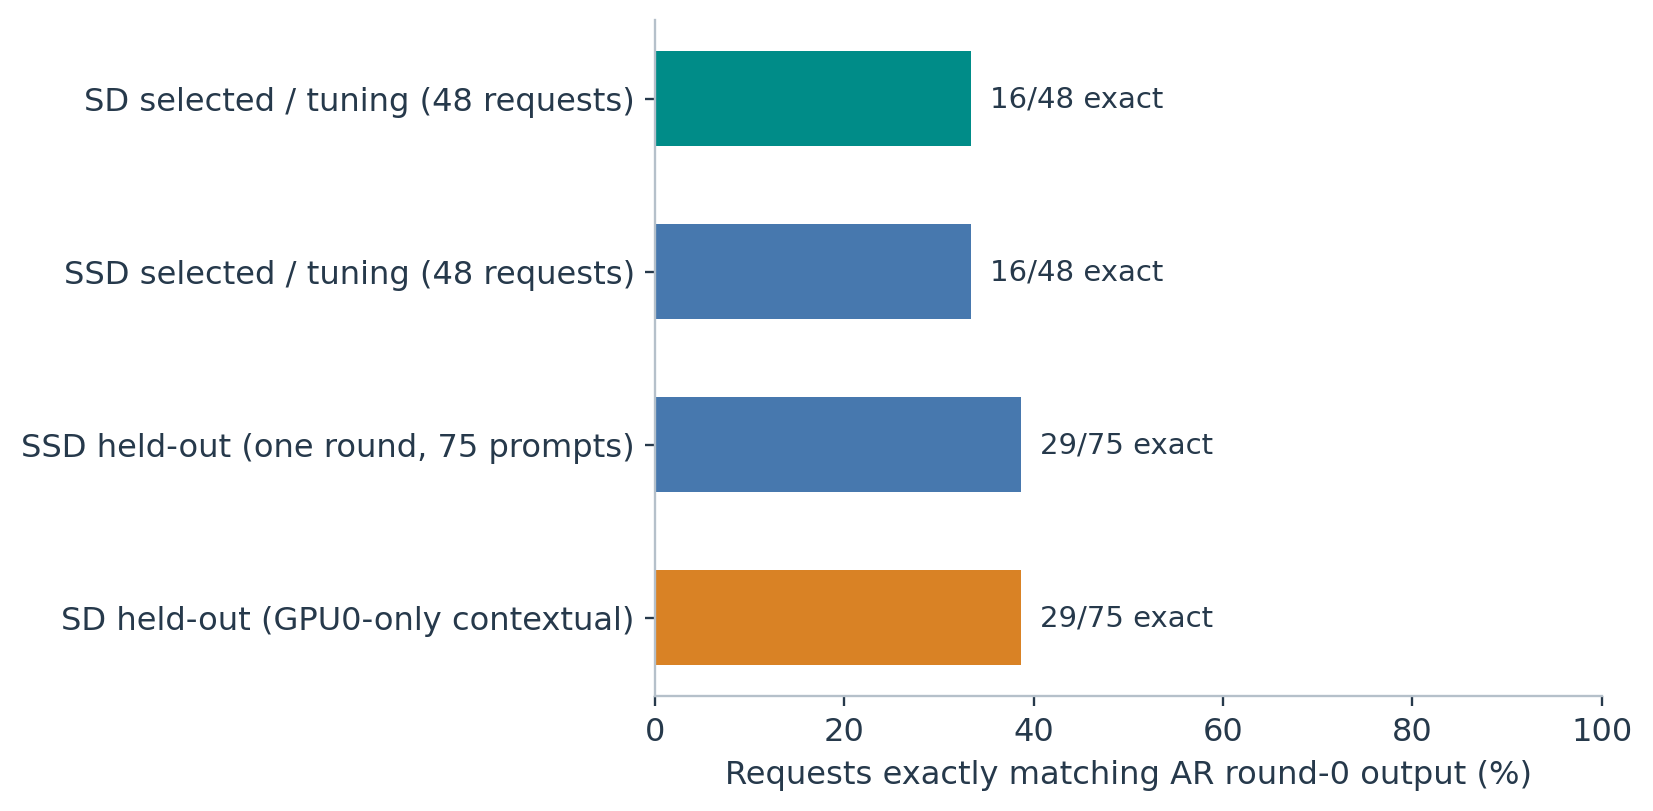 SD selected / tuning (48 requests)
16/48 exact
SSD selected / tuning (48 requests)
16/48 exact
SSD held-out (one round, 75 prompts)
29/75 exact
SD held-out (GPU0-only contextual)
29/75 exact
0 20 40 60 80 100
Requests exactly matching AR round-0 output (%)